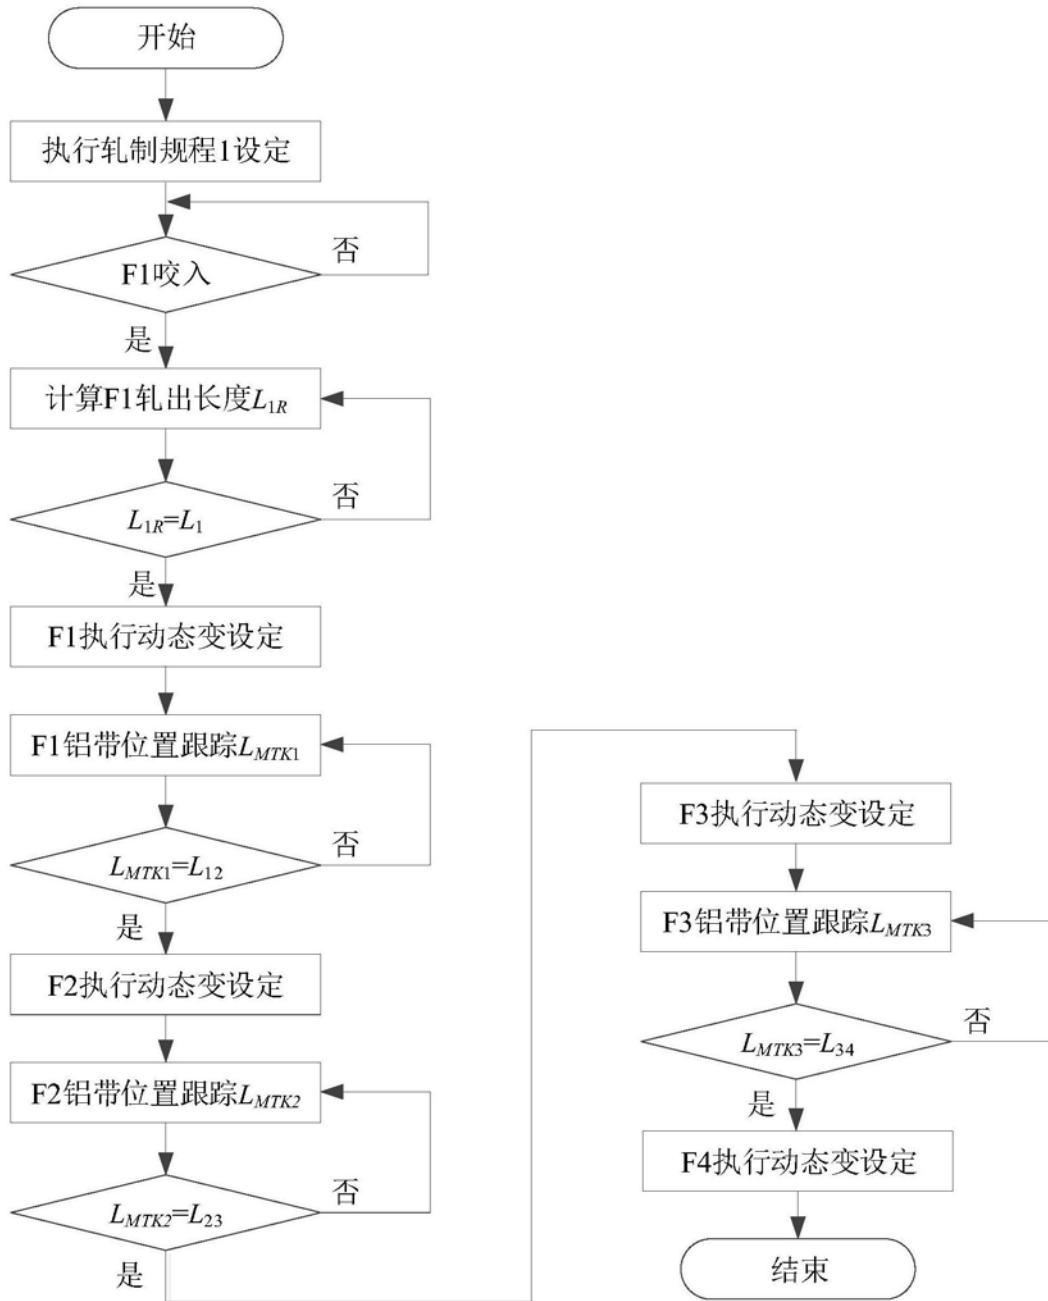 开始
执行轧制规程1设定
否
F1咬入
是
计算F1轧出长度L1R
否
L1R=L1
是
F1执行动态变设定
F1铝带位置跟踪LMTK1
否
LMTK1=L12
是
F2执行动态变设定
F2铝带位置跟踪LMTK2
否
LMTK2=L23
是
F3执行动态变设定
F3铝带位置跟踪LMTK3
否
LMTK3=L34
是
F4执行动态变设定
结束